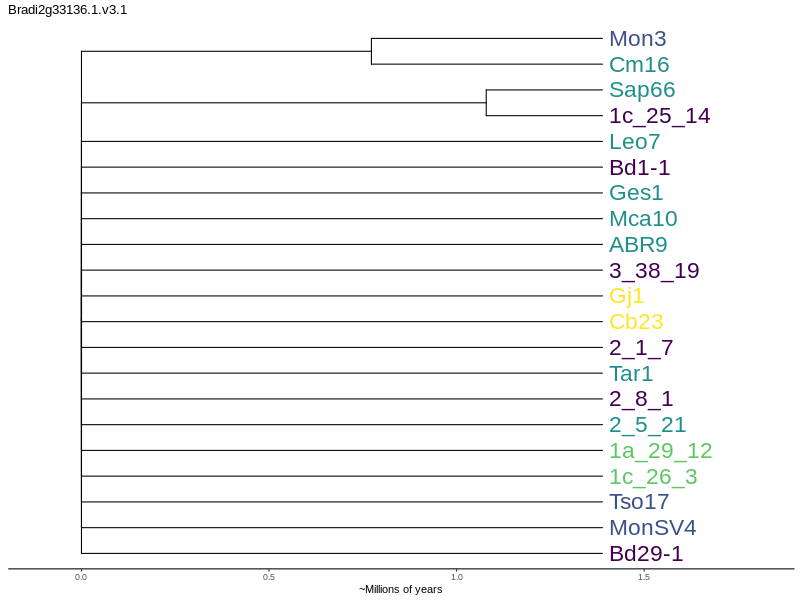 Bradi2g33136.1.v3.1
Mon3
Cm16
Sap66
1c_25_14
Leo7
Bd1-1
Ges1
Mca10
ABR9
3_38_19
Gj1
Cb23
2_1_7
Tar1
2_8_1
2_5_21
1a_29_12
1c_26_3
Tso17
MonSV4
Bd29-1
0.0 0.5 1.0 1.5
~Millions of years